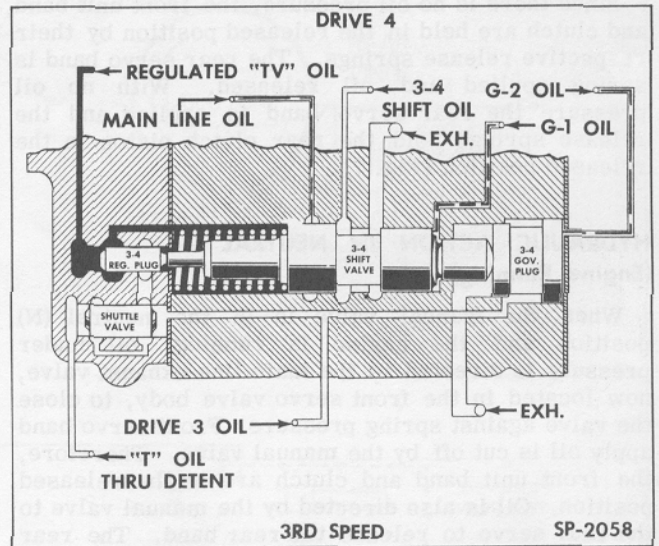 DRIVE 4
REGULATED "TV" OIL
3-4
SHIFT OIL
G-2 OIL
MAIN LINE OIL
EXH.
G-1 OIL
3-4
REG. PLUG
3-4
SHIFT
VALVE
3-4
GOV.
PLUG
SHUTTLE
VALVE
DRIVE 3 OIL
EXH.
"T" OIL
THRU DETENT
3RD SPEED
SP-2058